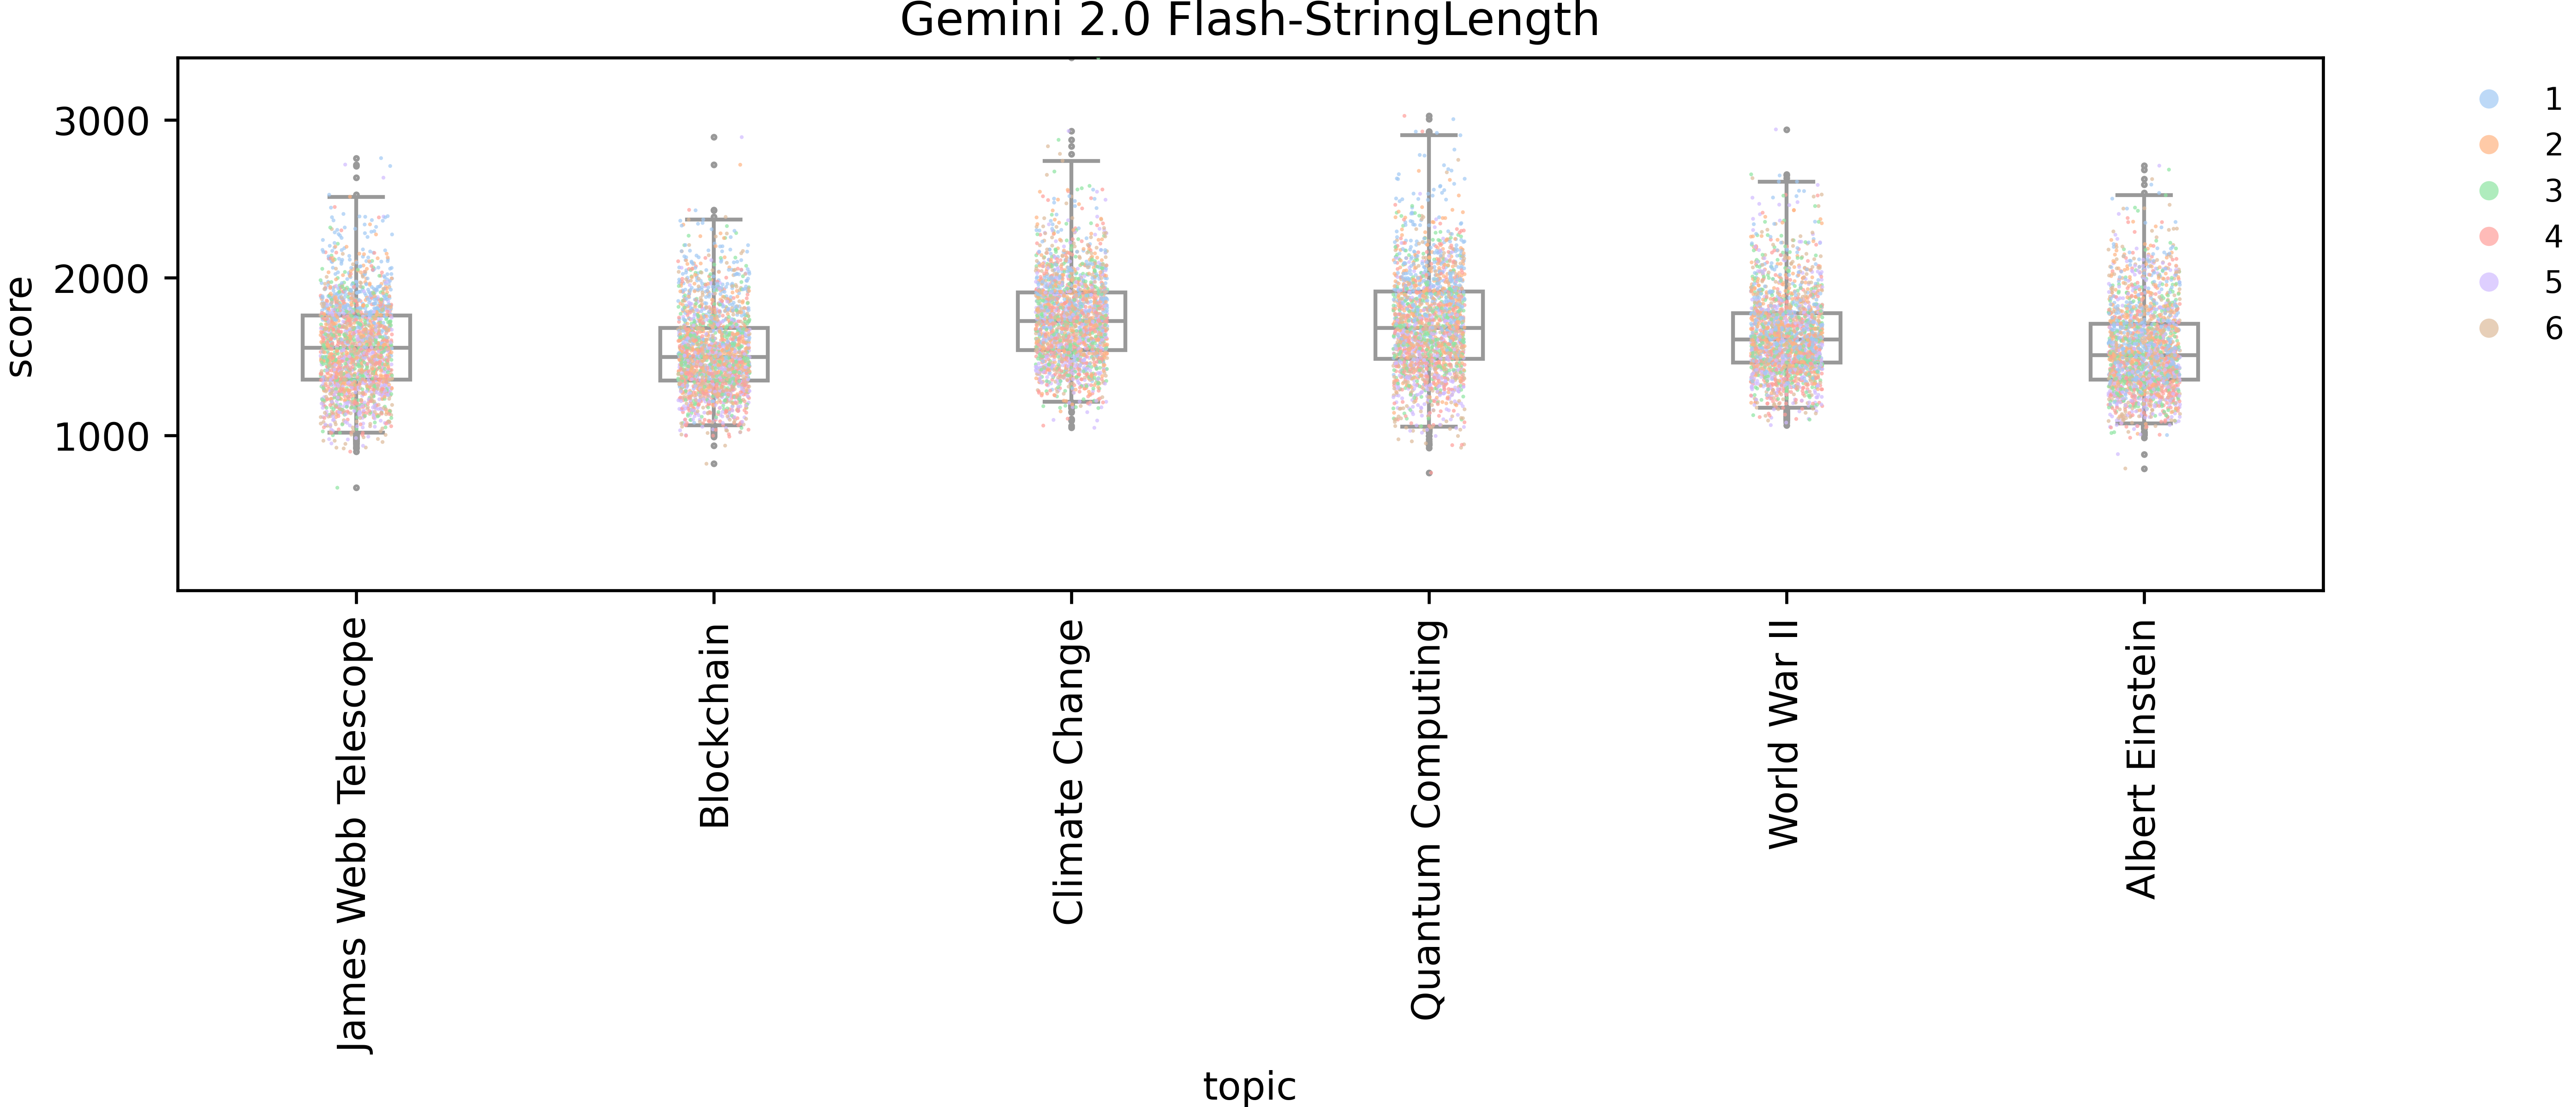 Gemini 2.0 Flash-StringLength
score
3000
2000
1000
James Webb Telescope
Blockchain
Climate Change
Quantum Computing
World War II
Albert Einstein
topic
1
2
3
4
5
6